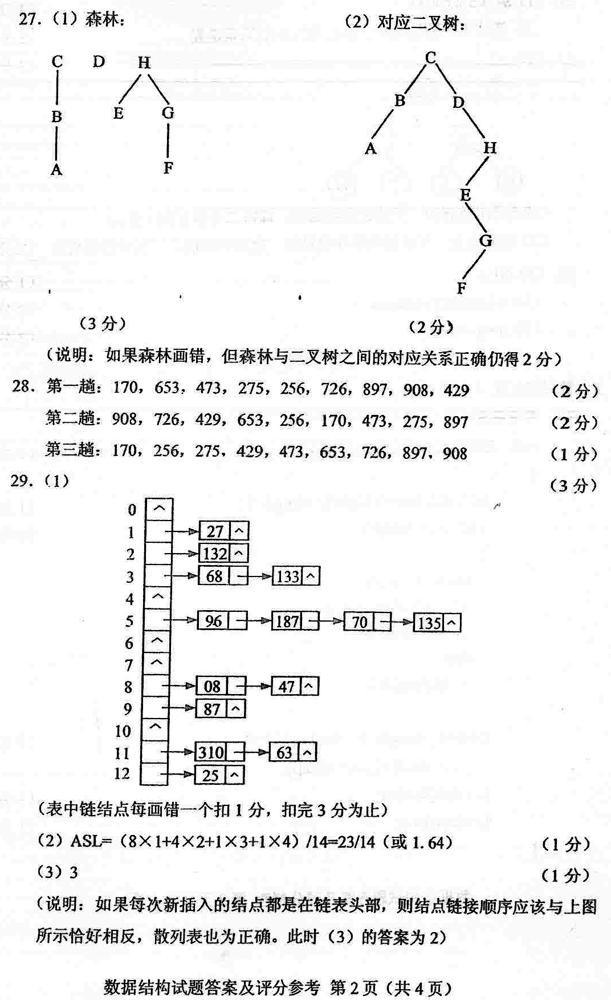 27.（1）森林：
（2）对应二叉树：
C D H
B E G
A F
C
B D
A H
E
G
F
（3 分）
（2 分）
（说明：如果森林画错，但森林与二叉树之间的对应关系正确仍得 2 分）
28. 第一趟：170，653，473，275，256，726，897，908，429 （2 分）
第二趟：908，726，429，653，256，170，473，275，897 （2 分）
第三趟：170，256，275，429，473，653，726，897，908 （1 分）
29.（1） （3 分）
0 ^
1 27 ^
2 132 ^
3 68 133 ^
4 ^
5 96 187 70 135 ^
6 ^
7 ^
8 08 47 ^
9 87 ^
10 ^
11 310 63 ^
12 25 ^
（表中链结点每画错一个扣 1 分，扣完 3 分为止）
（2）ASL=（8×1+4×2+1×3+1×4）/14=23/14（或 1.64） （1 分）
（3）3 （1 分）
（说明：如果每次新插入的结点都是在链表头部，则结点链接顺序应该与上图
所示恰好相反，散列表也为正确。此时（3）的答案为 2）
数据结构试题答案及评分参考 第 2 页（共 4 页）